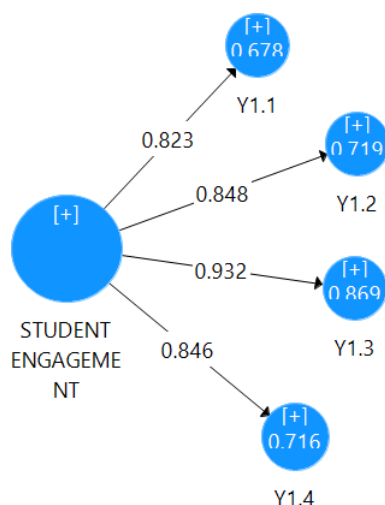 [+]
0.678
Y1.1
0.823
[+]
0.719
0.848
Y1.2
[+]
[+]
0.932
0.869
Y1.3
STUDENT
ENGAGEME
NT
0.846
[+]
0.716
Y1.4